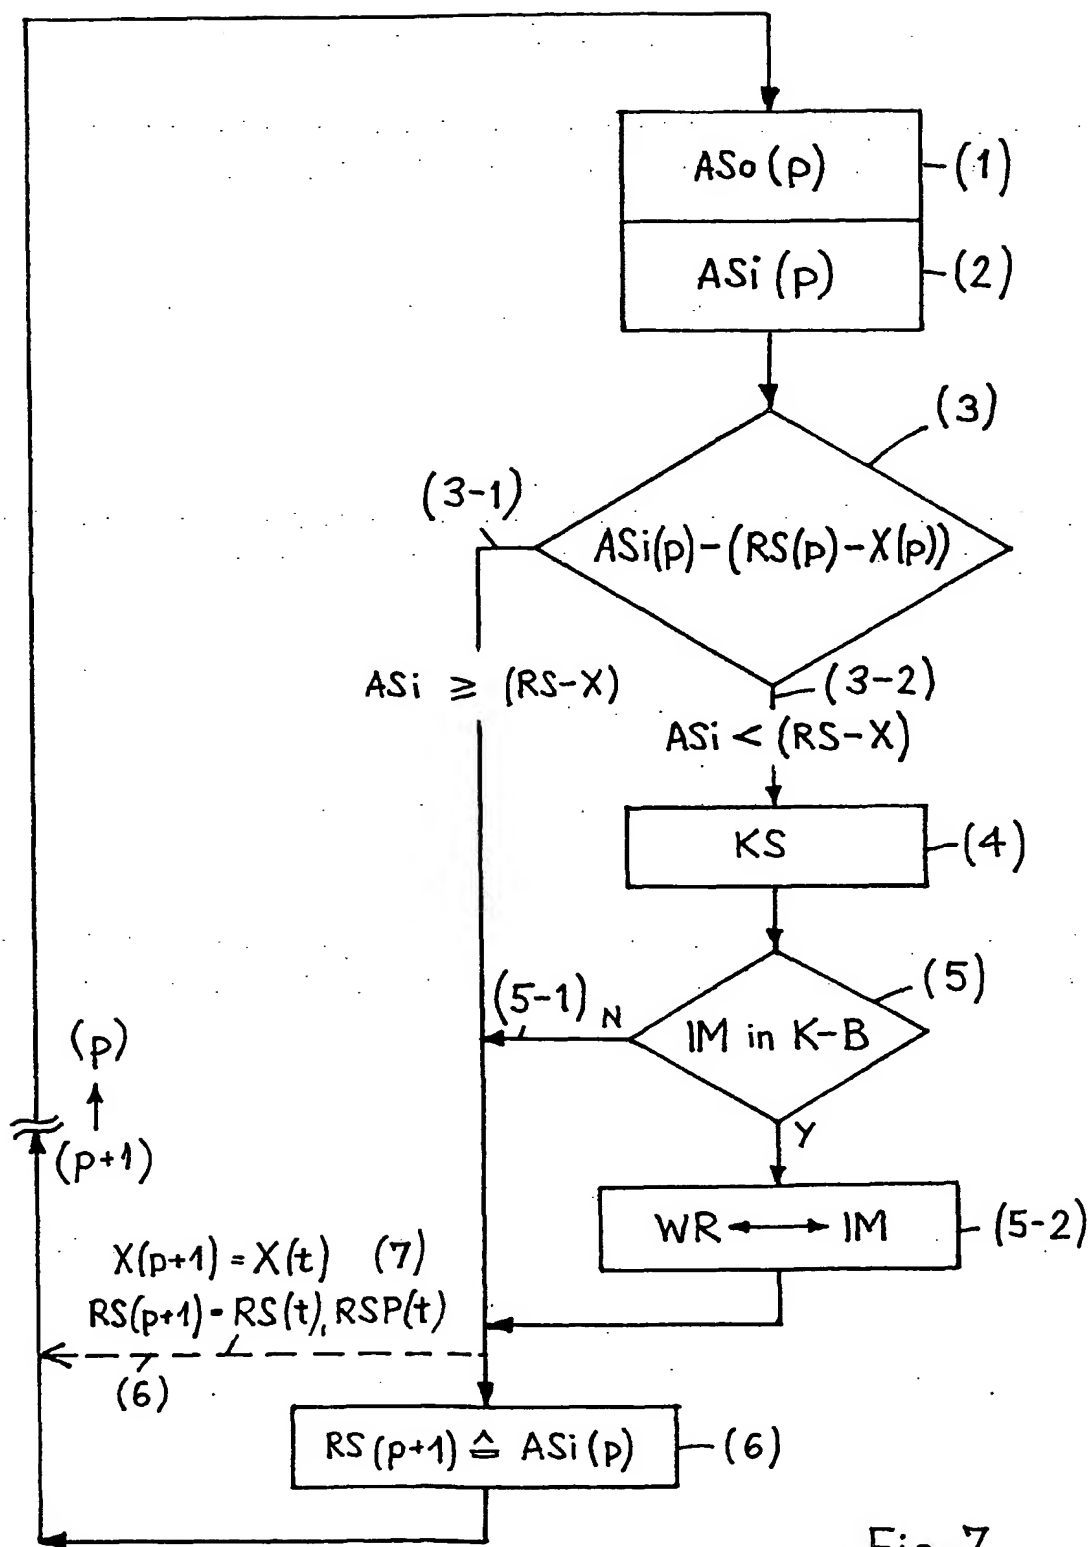 ASo (p)
(1)
ASi (p)
(2)
(3)
(3-1)
ASi(p)-(RS(p)-X(p))
ASi ≥ (RS-X)
(3-2)
ASi < (RS-X)
KS
(4)
(5)
(5-1)
N
IM in K-B
(p)
(p+1)
Y
WR ↔ IM
(5-2)
X(p+1) = X(t) (7)
RS(p+1) = RS(t), RSP(t)
(6)
RS(p+1) ≙ ASi(p)
(6)
Fig. 7